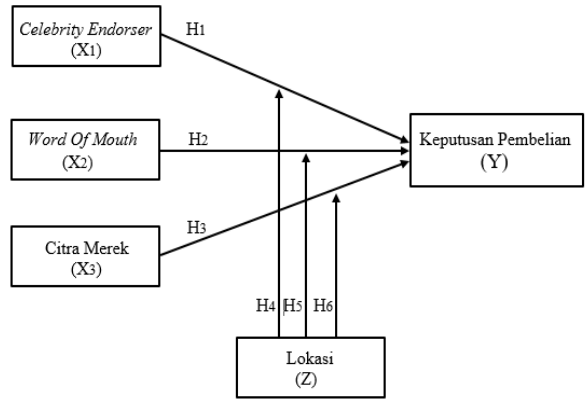 Celebrity Endorser
(X1)
H1
Word Of Mouth
(X2)
H2
Keputusan Pembelian
(Y)
Citra Merek
(X3)
H3
H4 H5 H6
Lokasi
(Z)